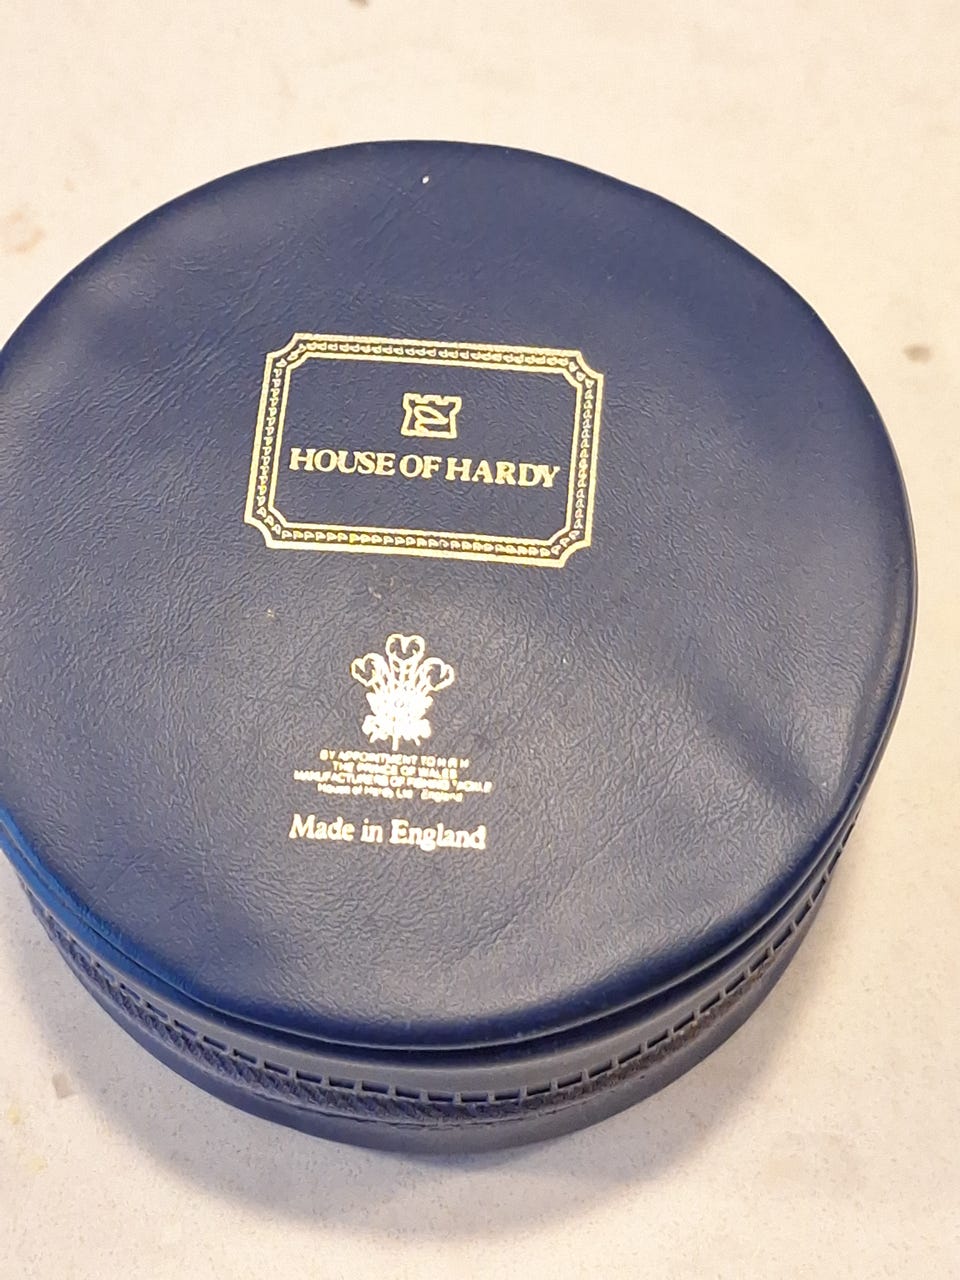 HOUSE OF HARDY
BY APPOINTMENT TO H R H
THE PRINCE OF WALES
MANUFACTURERS OF FISHING TACKLE
House of Hardy Ltd England
Made in England